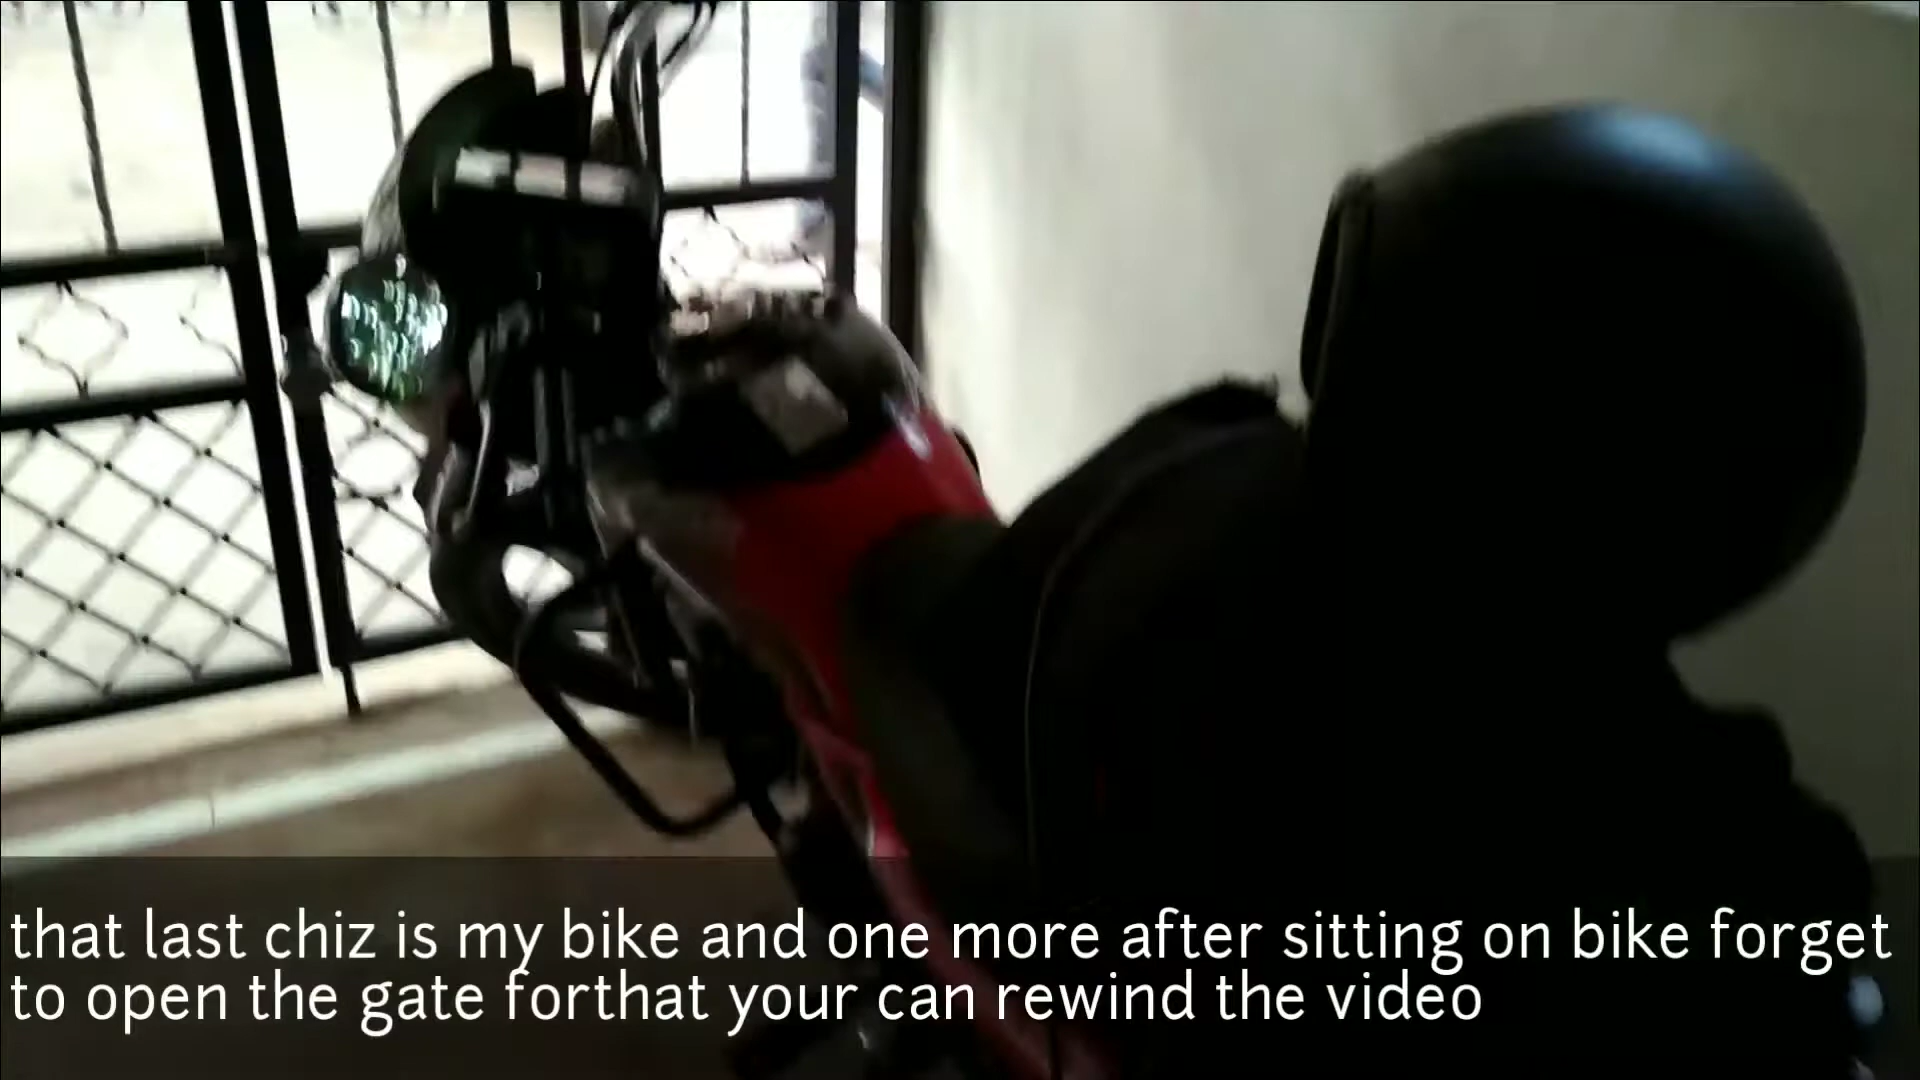 that last chiz is my bike and one more after sitting on bike forget
to open the gate forthat your can rewind the video